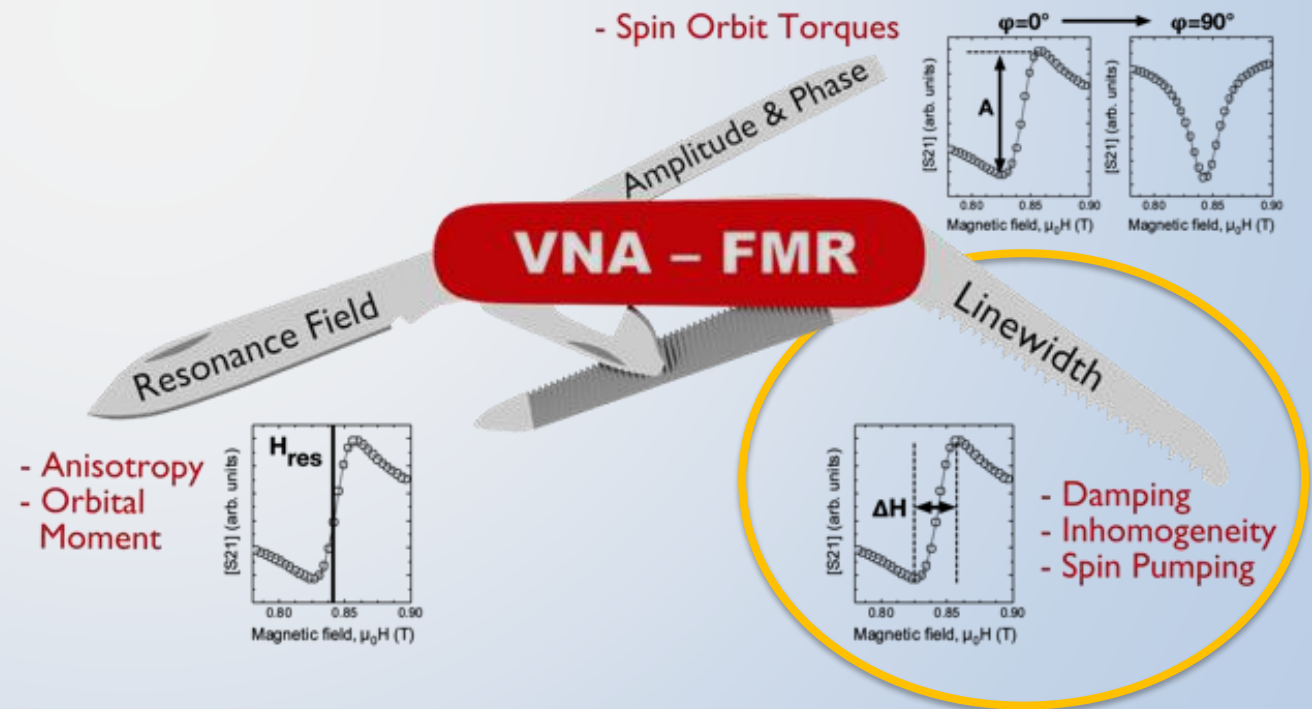 - Spin Orbit Torques
φ=0°
φ=90°
[S21] (arb. units)
A
0.80 0.85 0.90
Magnetic field, μ₀H (T)
[S21] (arb. units)
0.80 0.85 0.90
Magnetic field, μ₀H (T)
Amplitude & Phase
VNA – FMR
Resonance Field
Linewidth
- Anisotropy
- Orbital
Moment
[S21] (arb. units)
Hres
0.80 0.85 0.90
Magnetic field, μ₀H (T)
[S21] (arb. units)
ΔH
0.80 0.85 0.90
Magnetic field, μ₀H (T)
- Damping
- Inhomogeneity
- Spin Pumping